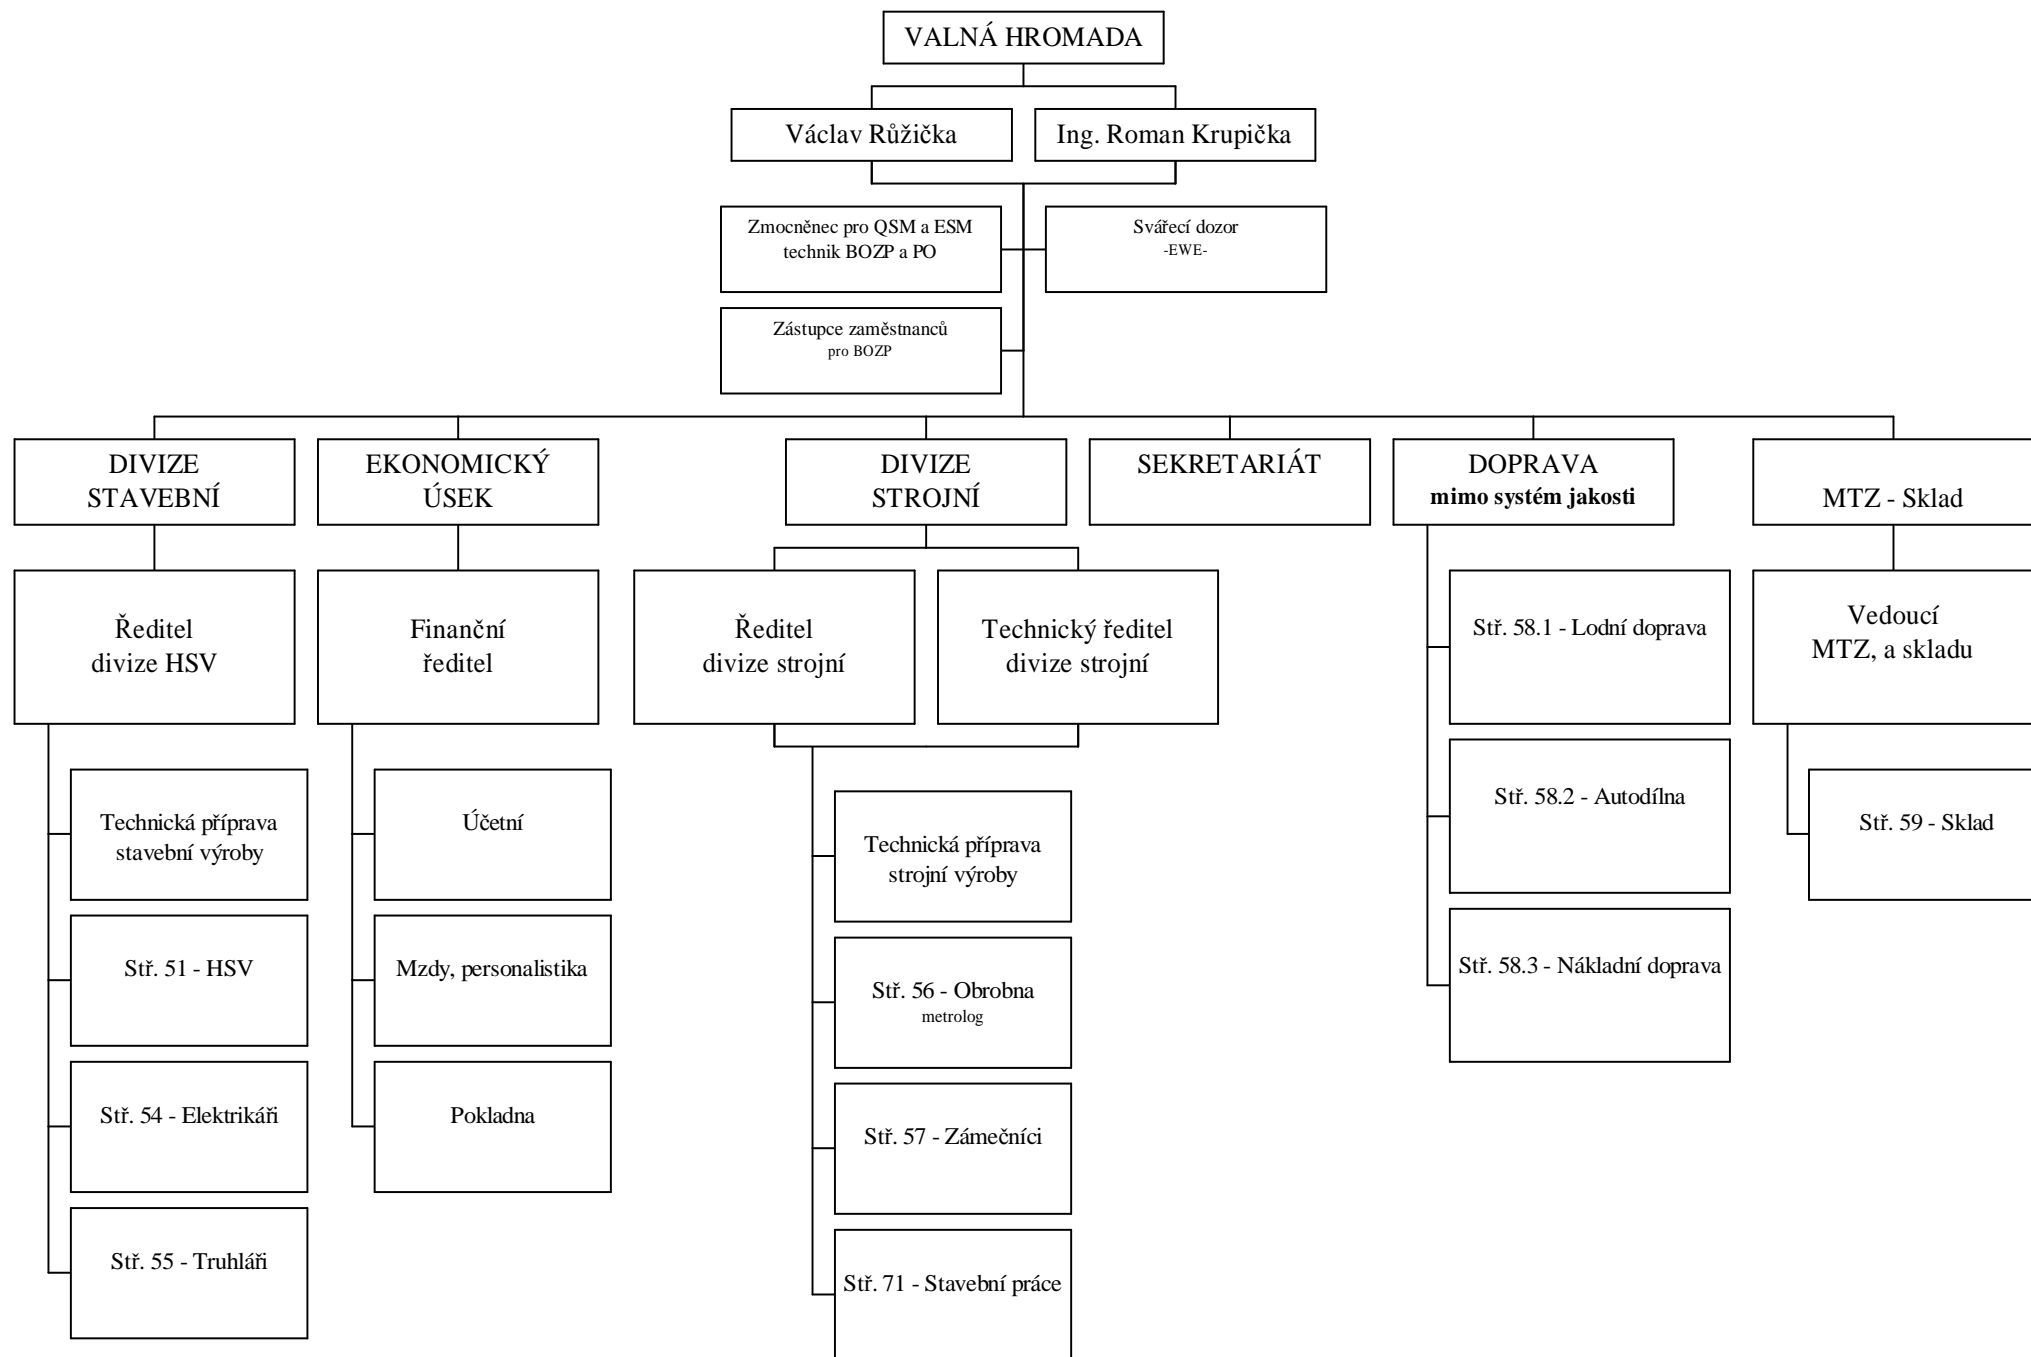 VALNÁ HROMADA
Václav Růžička
Ing. Roman Krupička
Zmocněnec pro QSM a ESM
technik BOZP a PO
Svářecí dozor
-EWE-
Zástupce zaměstnanců
pro BOZP
DIVIZE
STAVEBNÍ
EKONOMICKÝ
ÚSEK
DIVIZE
STROJNÍ
SEKRETARIÁT
DOPRAVA
mimo systém jakosti
MTZ - Sklad
Ředitel
divize HSV
Finanční
ředitel
Ředitel
divize strojní
Technický ředitel
divize strojní
Stř. 58.1 - Lodní doprava
Vedoucí
MTZ, a skladu
Technická příprava
stavební výroby
Účetní
Technická příprava
strojní výroby
Stř. 58.2 - Autodílna
Stř. 59 - Sklad
Stř. 51 - HSV
Mzdy, personalistika
Stř. 56 - Obrobna
metrolog
Stř. 58.3 - Nákladní doprava
Stř. 54 - Elektrikáři
Pokladna
Stř. 57 - Zámečníci
Stř. 55 - Truhláři
Stř. 71 - Stavební práce